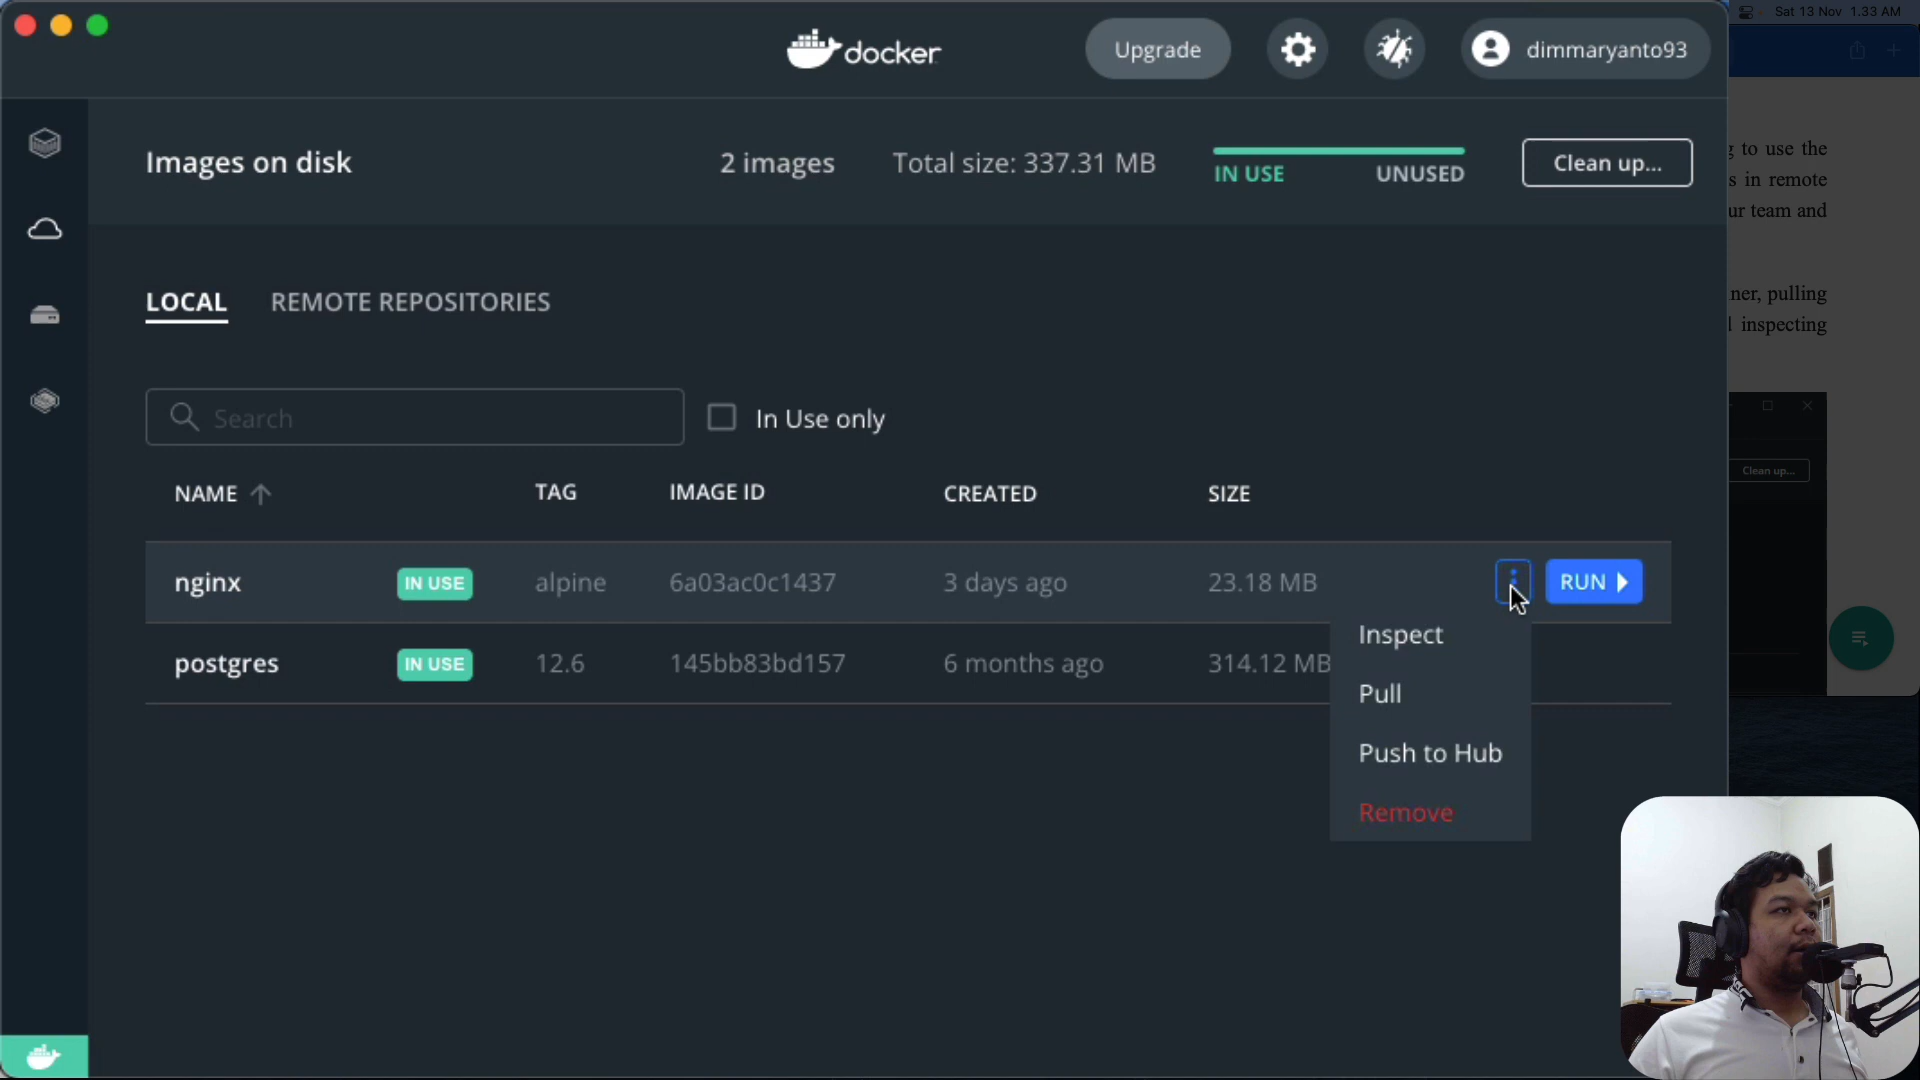 Sat 13 Nov 1.33 AM
docker
Upgrade
dimmaryanto93
Images on disk
2 images
Total size: 337.31 MB
IN USE
UNUSED
Clean up...
LOCAL
REMOTE REPOSITORIES
Search
In Use only
NAME
TAG
IMAGE ID
CREATED
SIZE
nginx
IN USE
alpine
6a03ac0c1437
3 days ago
23.18 MB
RUN
postgres
IN USE
12.6
145bb83bd157
6 months ago
314.12 MB
Inspect
Pull
Push to Hub
Remove
to use the
s in remote
ur team and
ner, pulling
inspecting
Clean up...